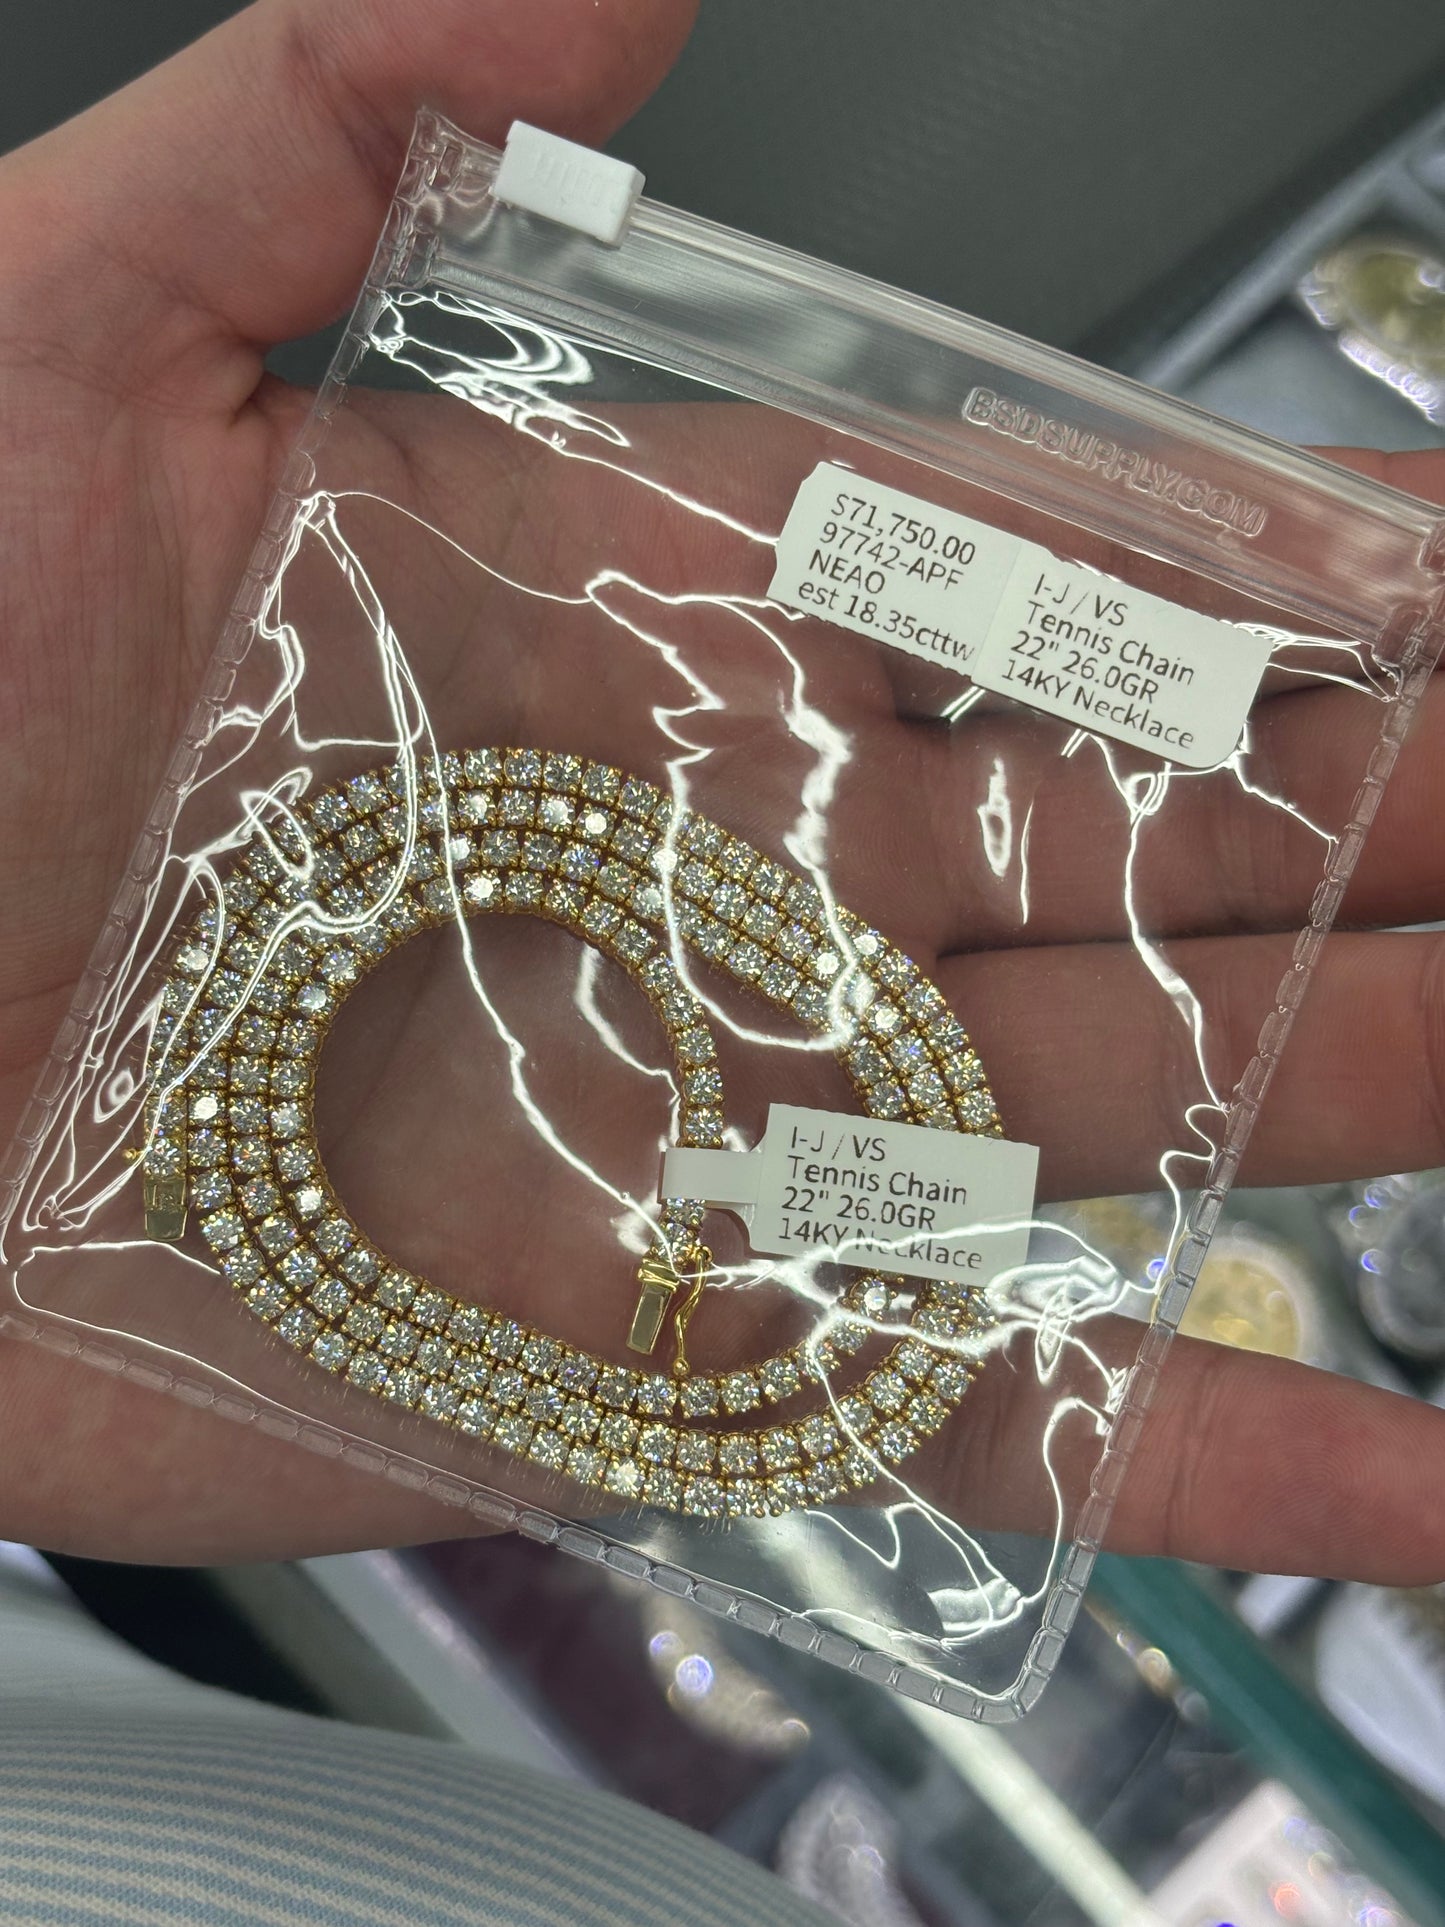 BSDSUPPLY.COM
$71,750.00
97742-APF
NEAO
est 18.35cttw
I-J / VS
Tennis Chain
22" 26.0GR
14KY Necklace
I-J / VS
Tennis Chain
22" 26.0GR
14KY Necklace